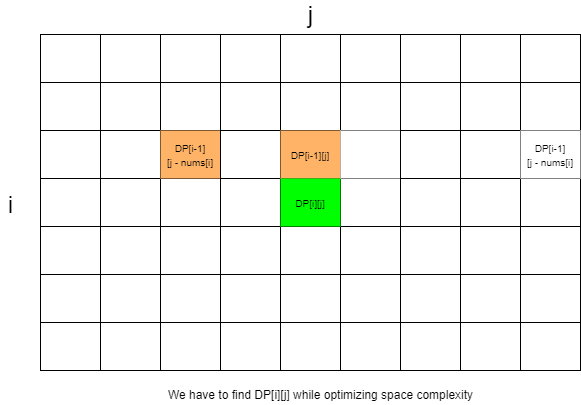 j
DP[i-1]
[j - nums[i]
DP[i-1][j]
DP[i-1]
[j - nums[i]
i
DP[i][j]
We have to find DP[i][j] while optimizing space complexity